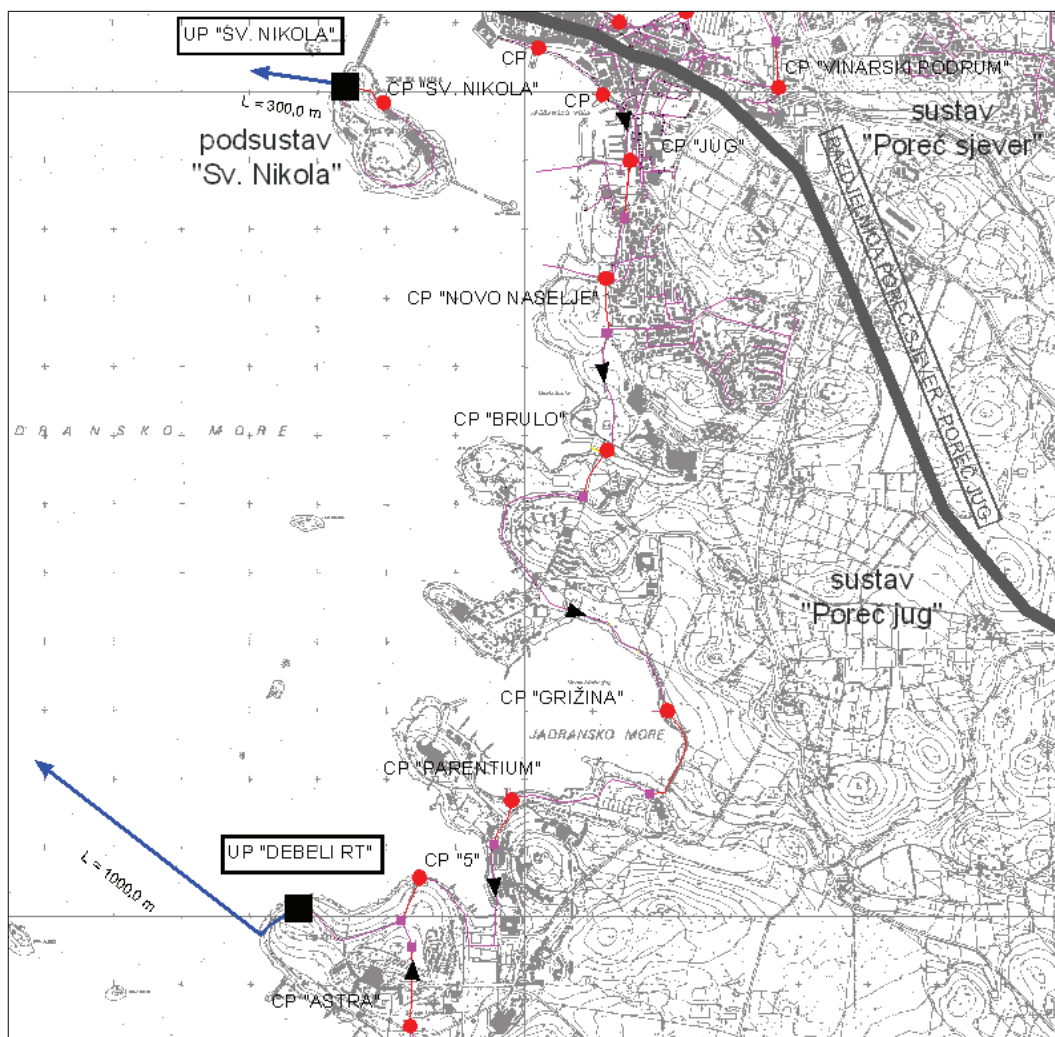 UP "SV. NIKOLA"
CP
CP "VINARSKI PODRUM"
CP "SV. NIKOLA"
L = 300,0 m
CP
sustav
"Poreč sjever"
podsustav
"Sv. Nikola"
CP "JUG"
RAZDJELNICA POREČ SJEVER - POREČ JUG
CP "NOVO NASELJE"
CP "BRULO"
DRANSKO MORE
sustav
"Poreč jug"
CP "GRIŽINA"
JADRANSKO MORE
CP "PARENTIUM"
UP "DEBELI RT"
CP "5"
L = 1000,0 m
CP "ASTRA"